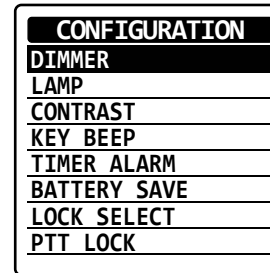 CONFIGURATION
DIMMER
LAMP
CONTRAST
KEY BEEP
TIMER ALARM
BATTERY SAVE
LOCK SELECT
PTT LOCK